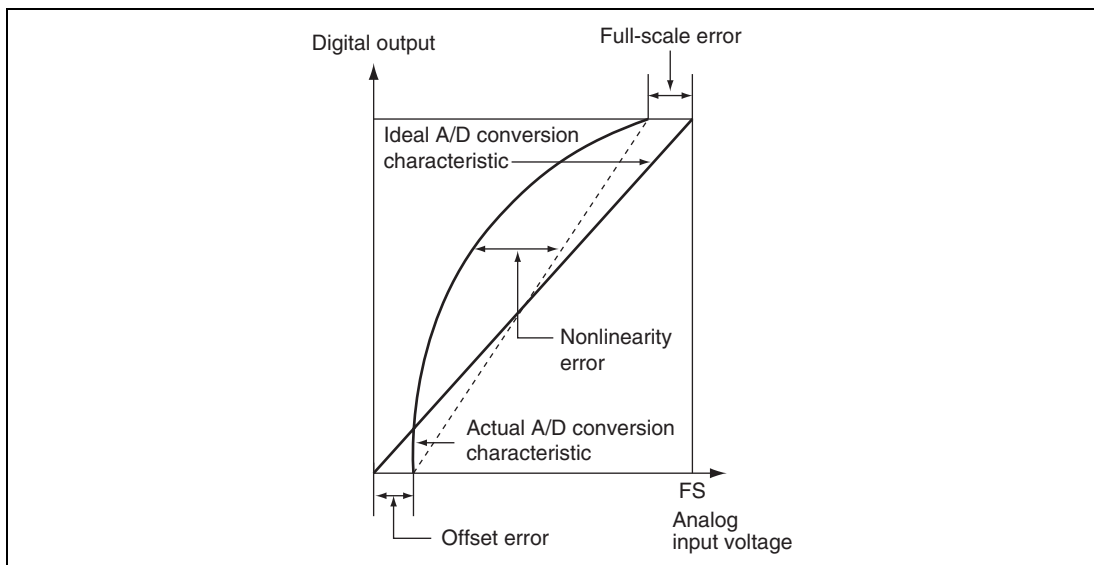 Full-scale error
Digital output
Ideal A/D conversion
characteristic
Nonlinearity
error
Actual A/D conversion
characteristic
FS
Analog
input voltage
Offset error